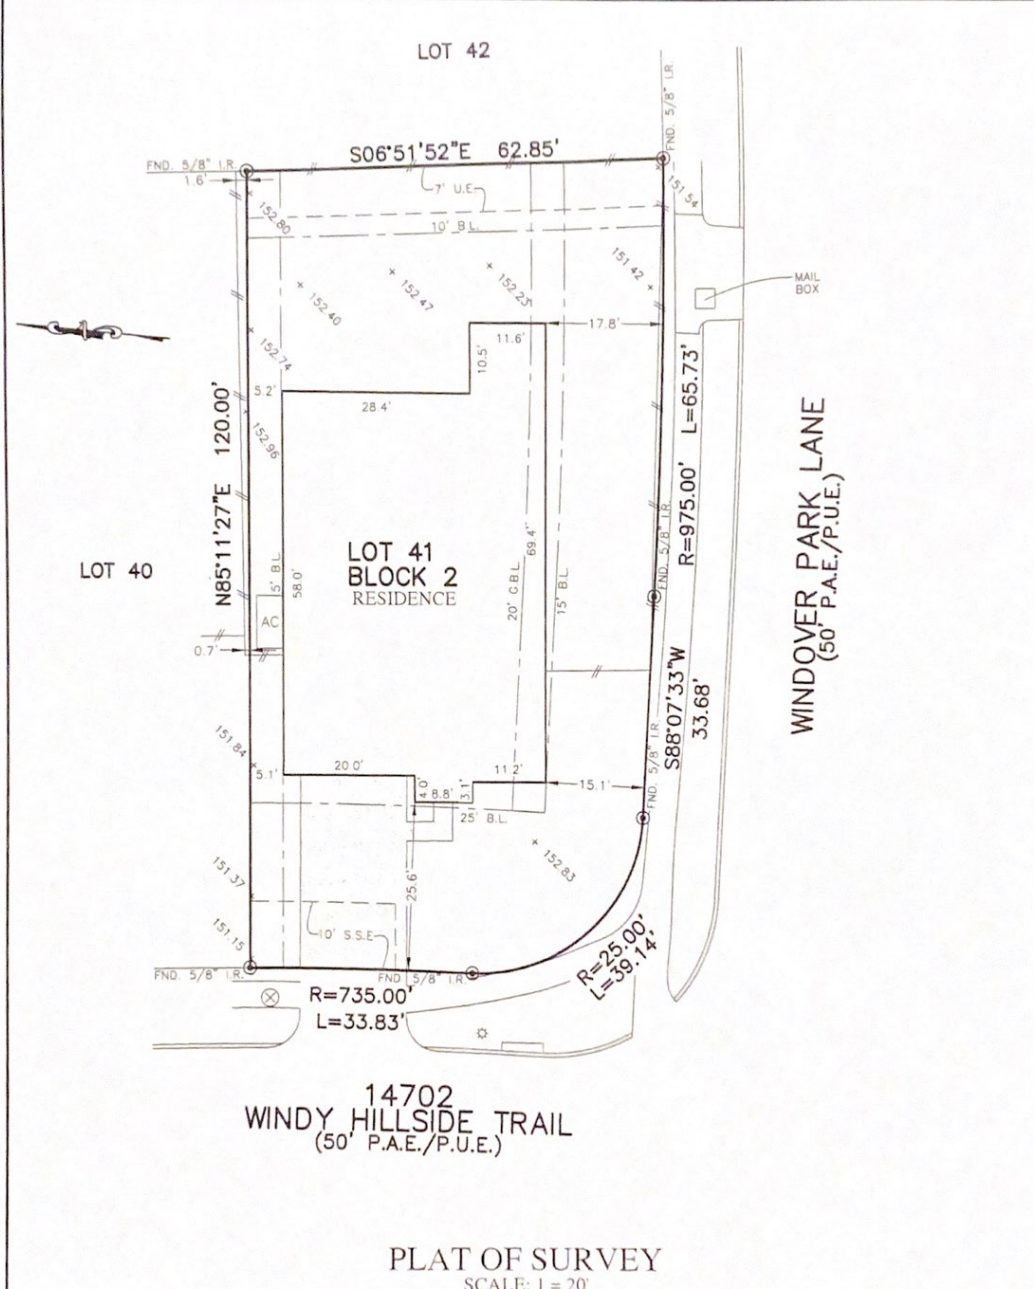 LOT 42
FND. 5/8" I.R.
S06°51'52"E 62.85'
FND. 5/8" I.R.
1.6'
7' U.E
151.54
152.80
10' B.L.
151.42
152.40
152.47
152.23
MAIL
BOX
17.8'
11.6'
10.5'
152.74
5.2'
28.4'
N85°11'27"E 120.00'
152.96
R=975.00' L=65.73'
WINDOVER PARK LANE
(50' P.A.E./P.U.E.)
LOT 40
LOT 41
BLOCK 2
RESIDENCE
5' B.L.
58.0'
69.4'
20' G.B.L.
15' B.L.
FND. 5/8" I.R.
AC
0.7'
S88°07'33"W
33.68'
FND. 5/8" I.R.
151.84
5.1'
20.0'
4.0'
8.8'
3.1'
11.2'
15.1'
25' B.L.
152.83
151.37
25.6'
151.15
10' S.S.E
R=25.00'
L=39.14'
FND. 5/8" I.R.
FND 5/8" I.R.
R=735.00'
L=33.83'
14702
WINDY HILLSIDE TRAIL
(50' P.A.E./P.U.E.)
PLAT OF SURVEY
SCALE: 1 = 20'